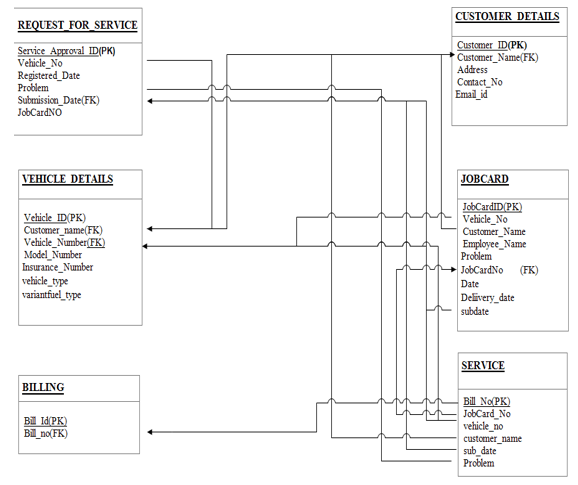 REQUEST_FOR_SERVICE
Service_Approval_ID(PK)
Vehicle_No
Registered_Date
Problem
Submission_Date(FK)
JobCardNO
CUSTOMER_DETAILS
Customer_ID(PK)
Customer_Name(FK)
Address
Contact_No
Email_id
VEHICLE_DETAILS
Vehicle_ID(PK)
Customer_name(FK)
Vehicle_Number(FK)
Model_Number
Insurance_Number
vehicle_type
variantfuel_type
JOBCARD
JobCardID(PK)
Vehicle_No
Customer_Name
Employee_Name
Problem
JobCardNo (FK)
Date
Deliivery_date
subdate
BILLING
Bill_Id(PK)
Bill_no(FK)
SERVICE
Bill_No(PK)
JobCard_No
vehicle_no
customer_name
sub_date
Problem